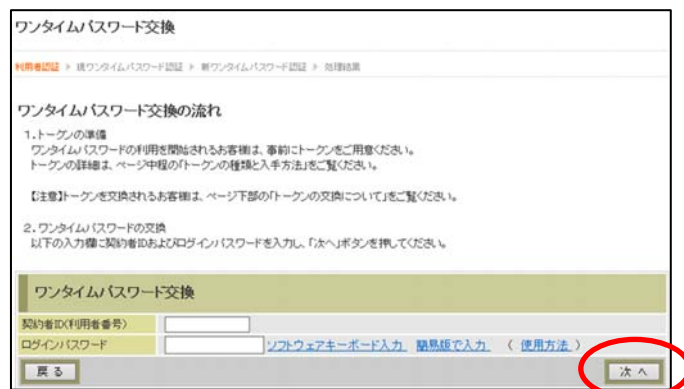 ワンタイムパスワード交換
利用者認証 > 現ワンタイムパスワード認証 > 新ワンタイムパスワード認証 > 処理結果
ワンタイムパスワード交換の流れ
1.トークンの準備
ワンタイムパスワードの利用を開始されるお客様は、事前にトークンをご用意ください。
トークンの詳細は、ページ中程の「トークンの種類と入手方法」をご覧ください。
【注意】トークンを交換されるお客様は、ページ下部の「トークンの交換について」をご覧ください。
2.ワンタイムパスワードの交換
以下の入力欄に契約者IDおよびログインパスワードを入力し、「次へ」ボタンを押してください。
ワンタイムパスワード交換
契約者ID(利用者番号)
ログインパスワード ソフトウェアキーボード入力 簡易版で入力 ( 使用方法 )
戻る 次へ